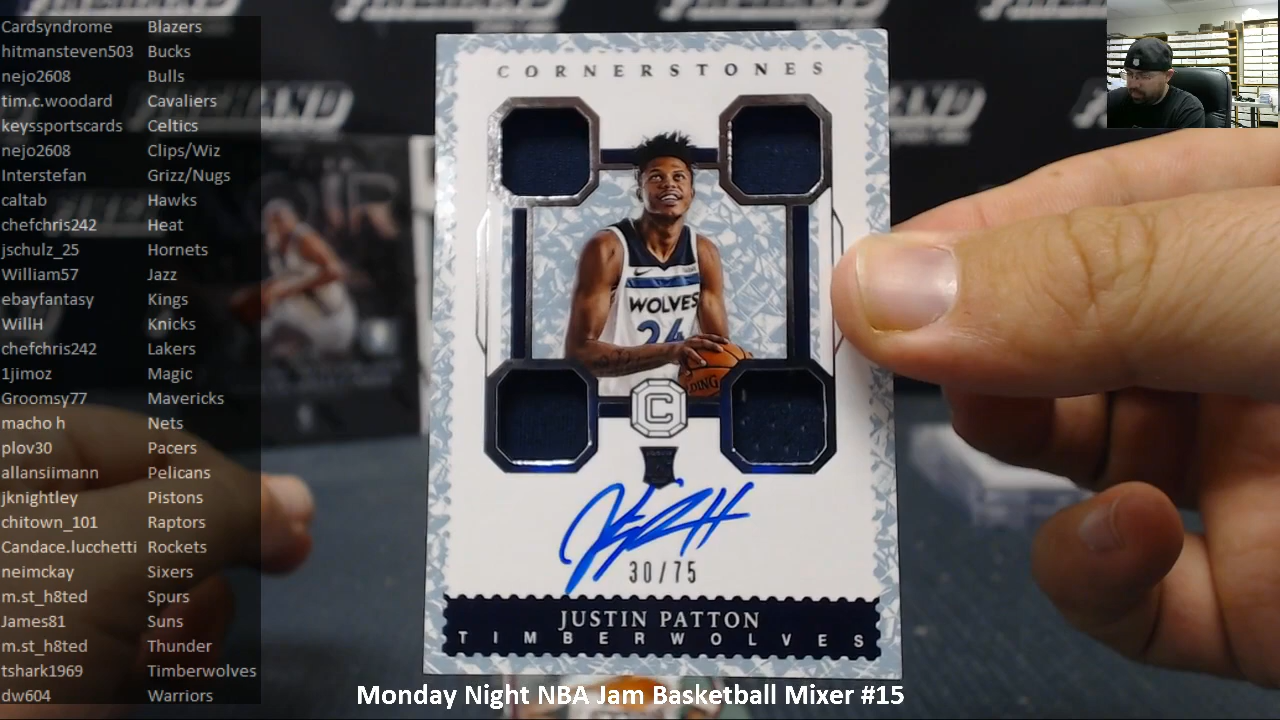 Cardsyndrome Blazers
hitmansteven503 Bucks
nejo2608 Bulls
tim.c.woodard Cavaliers
keyssportscards Celtics
nejo2608 Clips/Wiz
Interstefan Grizz/Nugs
caltab Hawks
chefchris242 Heat
jschulz_25 Hornets
William57 Jazz
ebayfantasy Kings
WillH Knicks
chefchris242 Lakers
1jimoz Magic
Groomsy77 Mavericks
macho h Nets
plov30 Pacers
allansiimann Pelicans
jknightley Pistons
chitown_101 Raptors
Candace.lucchetti Rockets
neimckay Sixers
m.st_h8ted Spurs
James81 Suns
m.st_h8ted Thunder
tshark1969 Timberwolves
dw604 Warriors
CORNERSTONES
WOLVES
24
C
30/75
JUSTIN PATTON
TIMBERWOLVES
Monday Night NBA Jam Basketball Mixer #15